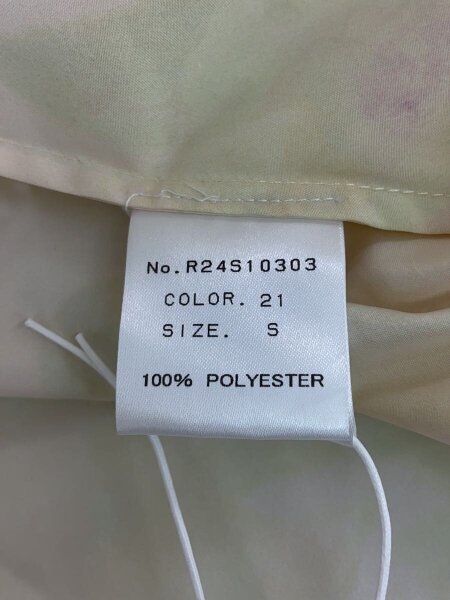 No.R24S10303
COLOR. 21
SIZE. S
100% POLYESTER